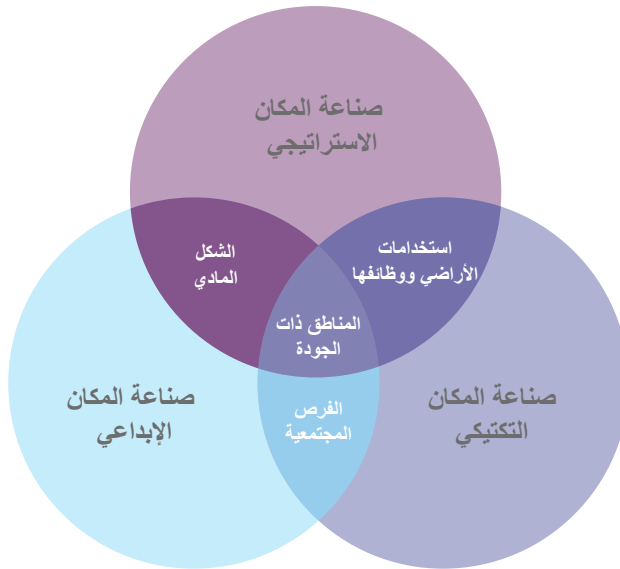 صناعة المكان
الاستراتيجي
استخدامات
الأراضي ووظائفها
الشكل
المادي
المناطق ذات
الجودة
صناعة المكان
التكتيكي
صناعة المكان
الإبداعي
الفرص
المجتمعية